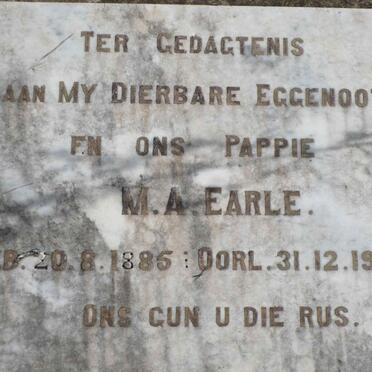 TER GEDAGTENIS
AAN MY DIERBARE EGGENOO
EN ONS PAPPIE
M.A. EARLE.
B. 20.8.1885 : OORL. 31.12.19
ONS GUN U DIE RUS.